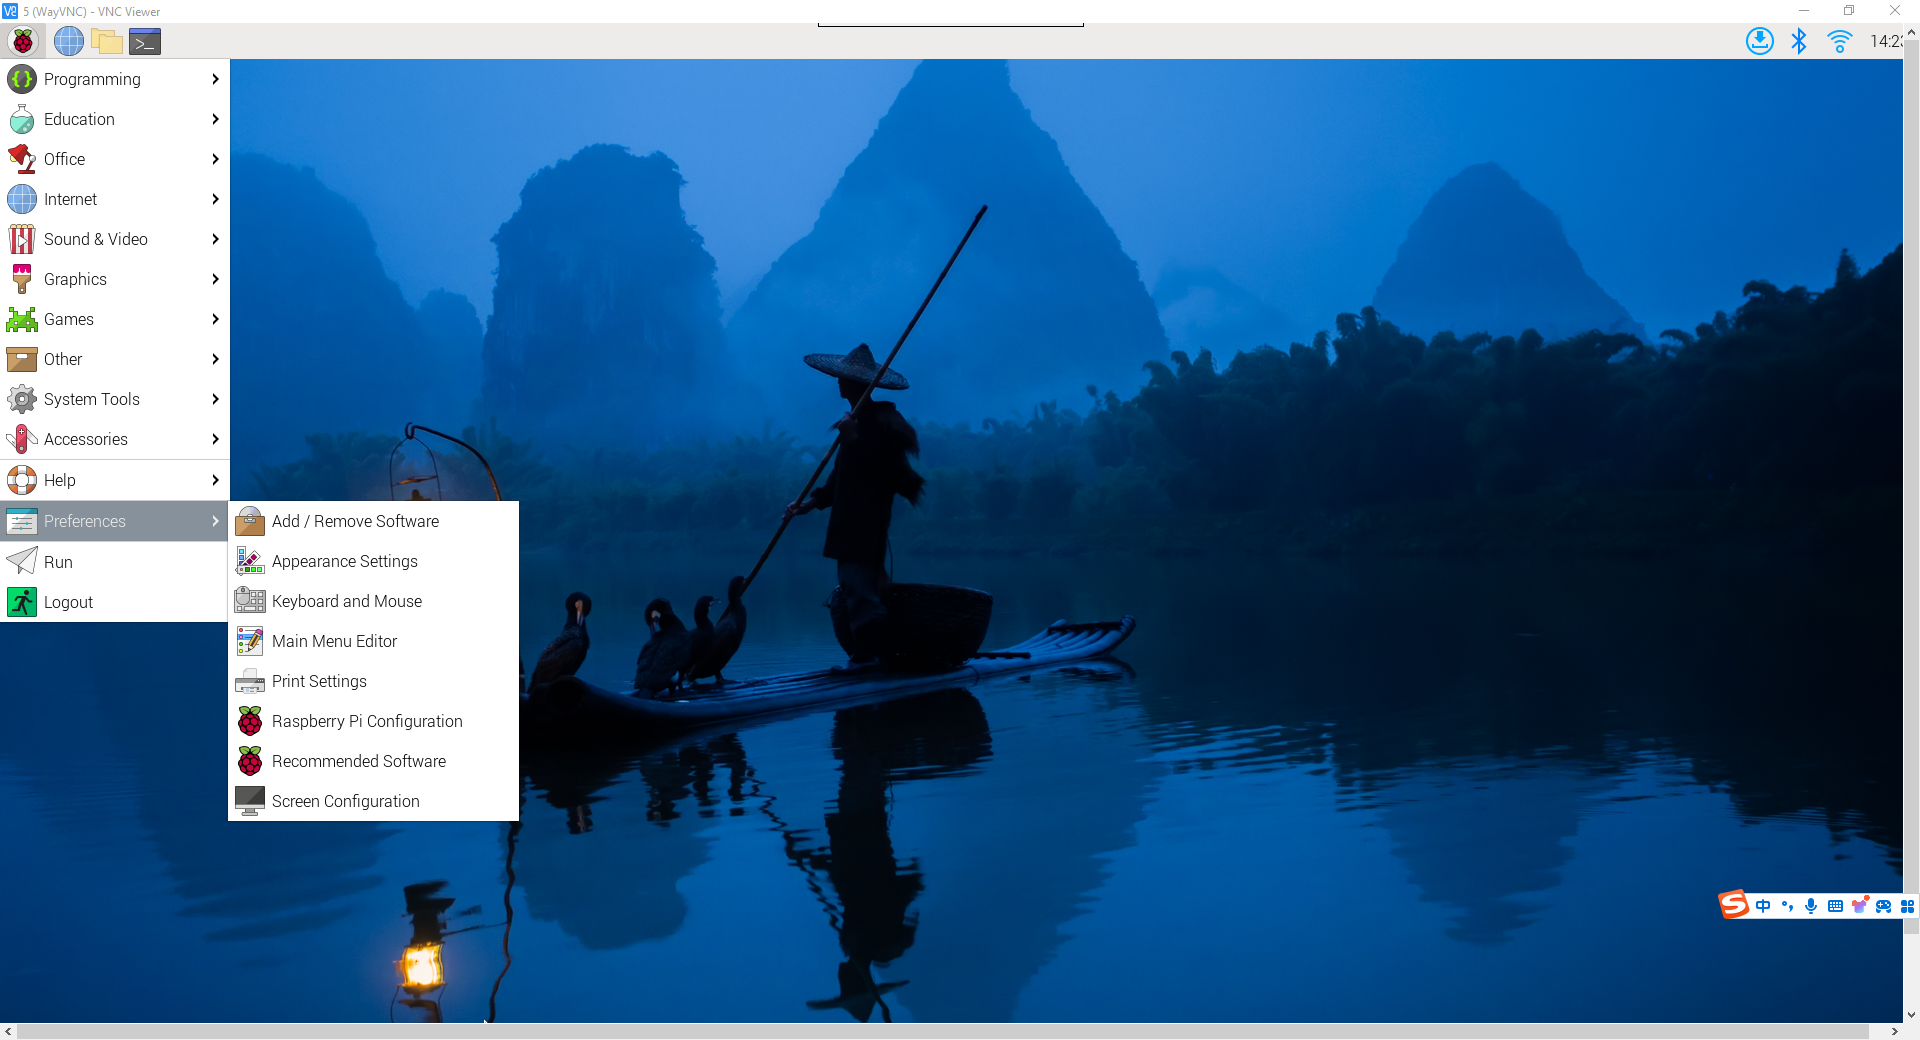 5 (WayVNC) - VNC Viewer
14:23
Programming
Education
Office
Internet
Sound & Video
Graphics
Games
Other
System Tools
Accessories
Help
Preferences
Run
Logout
Add / Remove Software
Appearance Settings
Keyboard and Mouse
Main Menu Editor
Print Settings
Raspberry Pi Configuration
Recommended Software
Screen Configuration
中